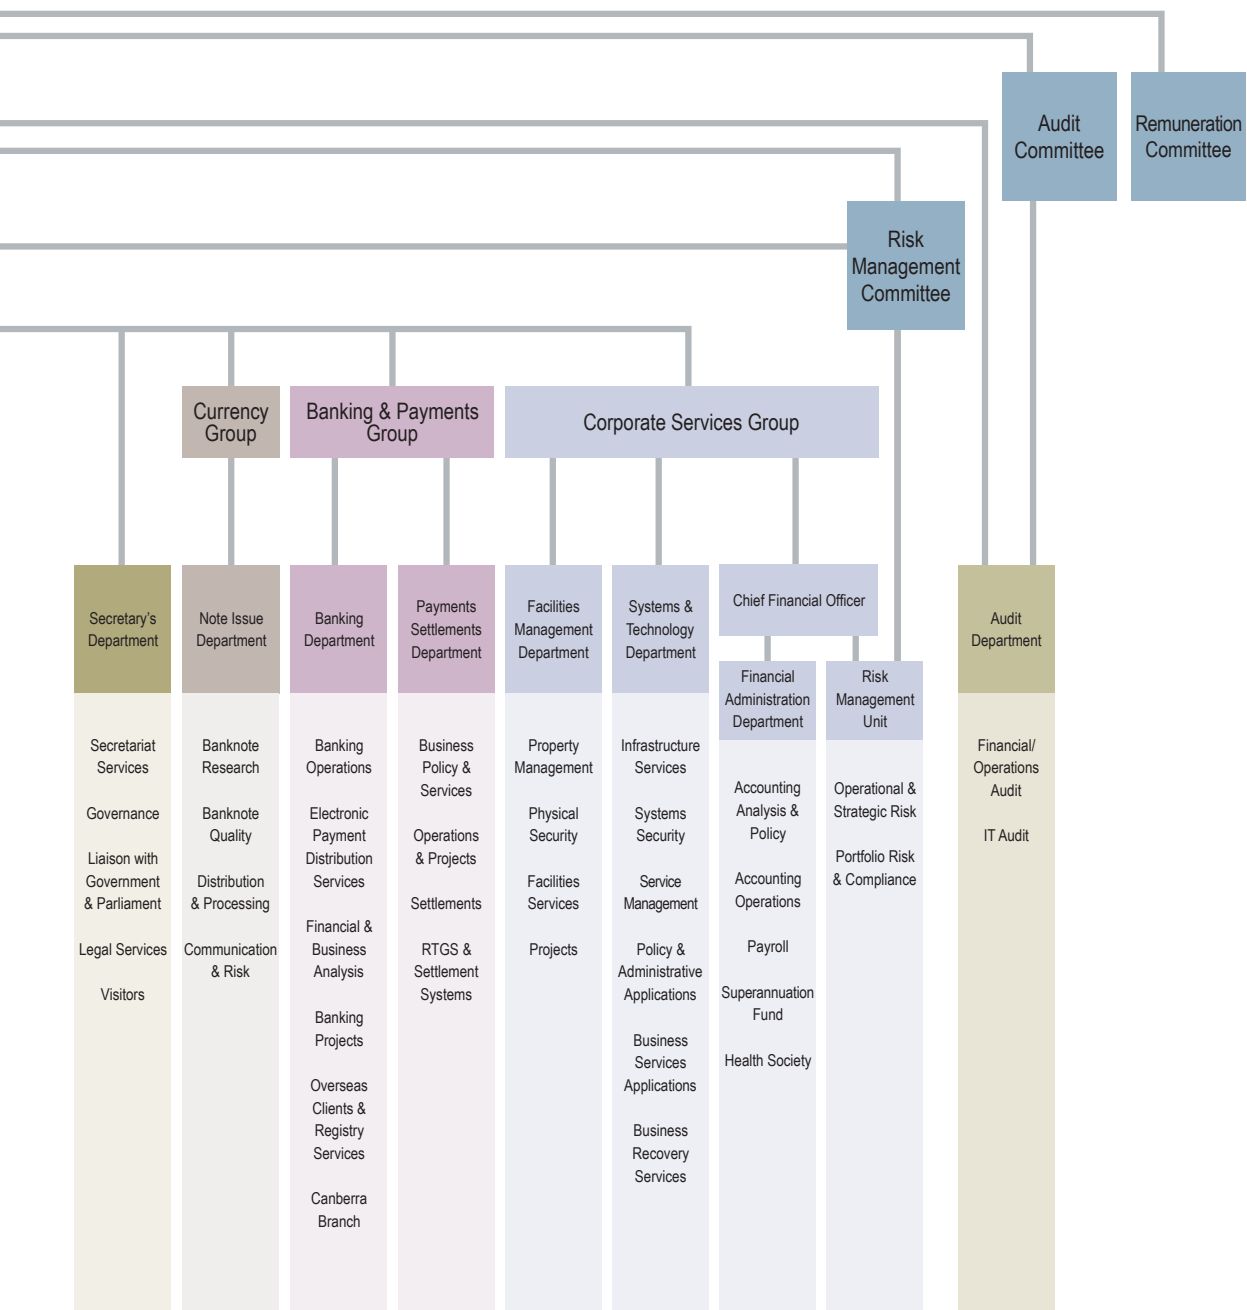 Audit
Committee
Remuneration
Committee
Risk
Management
Committee
Currency
Group
Banking & Payments
Group
Corporate Services Group
Secretary's
Department
Note Issue
Department
Banking
Department
Payments
Settlements
Department
Facilities
Management
Department
Systems &
Technology
Department
Chief Financial Officer
Financial
Administration
Department
Risk
Management
Unit
Audit
Department
Secretariat
Services
Governance
Liaison with
Government
& Parliament
Legal Services
Visitors
Banknote
Research
Banknote
Quality
Distribution
& Processing
Communication
& Risk
Banking
Operations
Electronic
Payment
Distribution
Services
Financial &
Business
Analysis
Banking
Projects
Overseas
Clients &
Registry
Services
Canberra
Branch
Business
Policy &
Services
Operations
& Projects
Settlements
RTGS &
Settlement
Systems
Property
Management
Physical
Security
Facilities
Services
Projects
Infrastructure
Services
Systems
Security
Service
Management
Policy &
Administrative
Applications
Business
Services
Applications
Business
Recovery
Services
Accounting
Analysis &
Policy
Accounting
Operations
Payroll
Superannuation
Fund
Health Society
Operational &
Strategic Risk
Portfolio Risk
& Compliance
Financial/
Operations
Audit
IT Audit